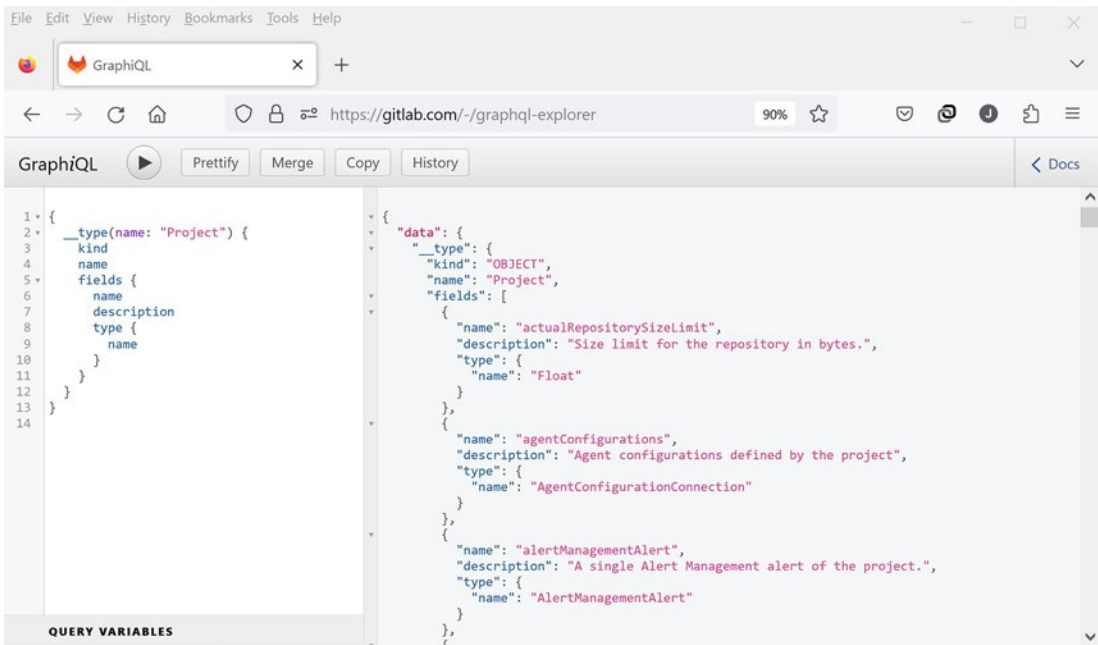 File Edit View History Bookmarks Tools Help
GraphiQL
https://gitlab.com/-/graphql-explorer 90% J
GraphiQL Prettify Merge Copy History Docs
1 {
2 __type(name: "Project") {
3 kind
4 name
5 fields {
6 name
7 description
8 type {
9 name
10 }
11 }
12 }
13 }
14
QUERY VARIABLES
{
"data": {
"__type": {
"kind": "OBJECT",
"name": "Project",
"fields": [
{
"name": "actualRepositorySizeLimit",
"description": "Size limit for the repository in bytes.",
"type": {
"name": "Float"
}
},
{
"name": "agentConfigurations",
"description": "Agent configurations defined by the project",
"type": {
"name": "AgentConfigurationConnection"
}
},
{
"name": "alertManagementAlert",
"description": "A single Alert Management alert of the project.",
"type": {
"name": "AlertManagementAlert"
}
},
{